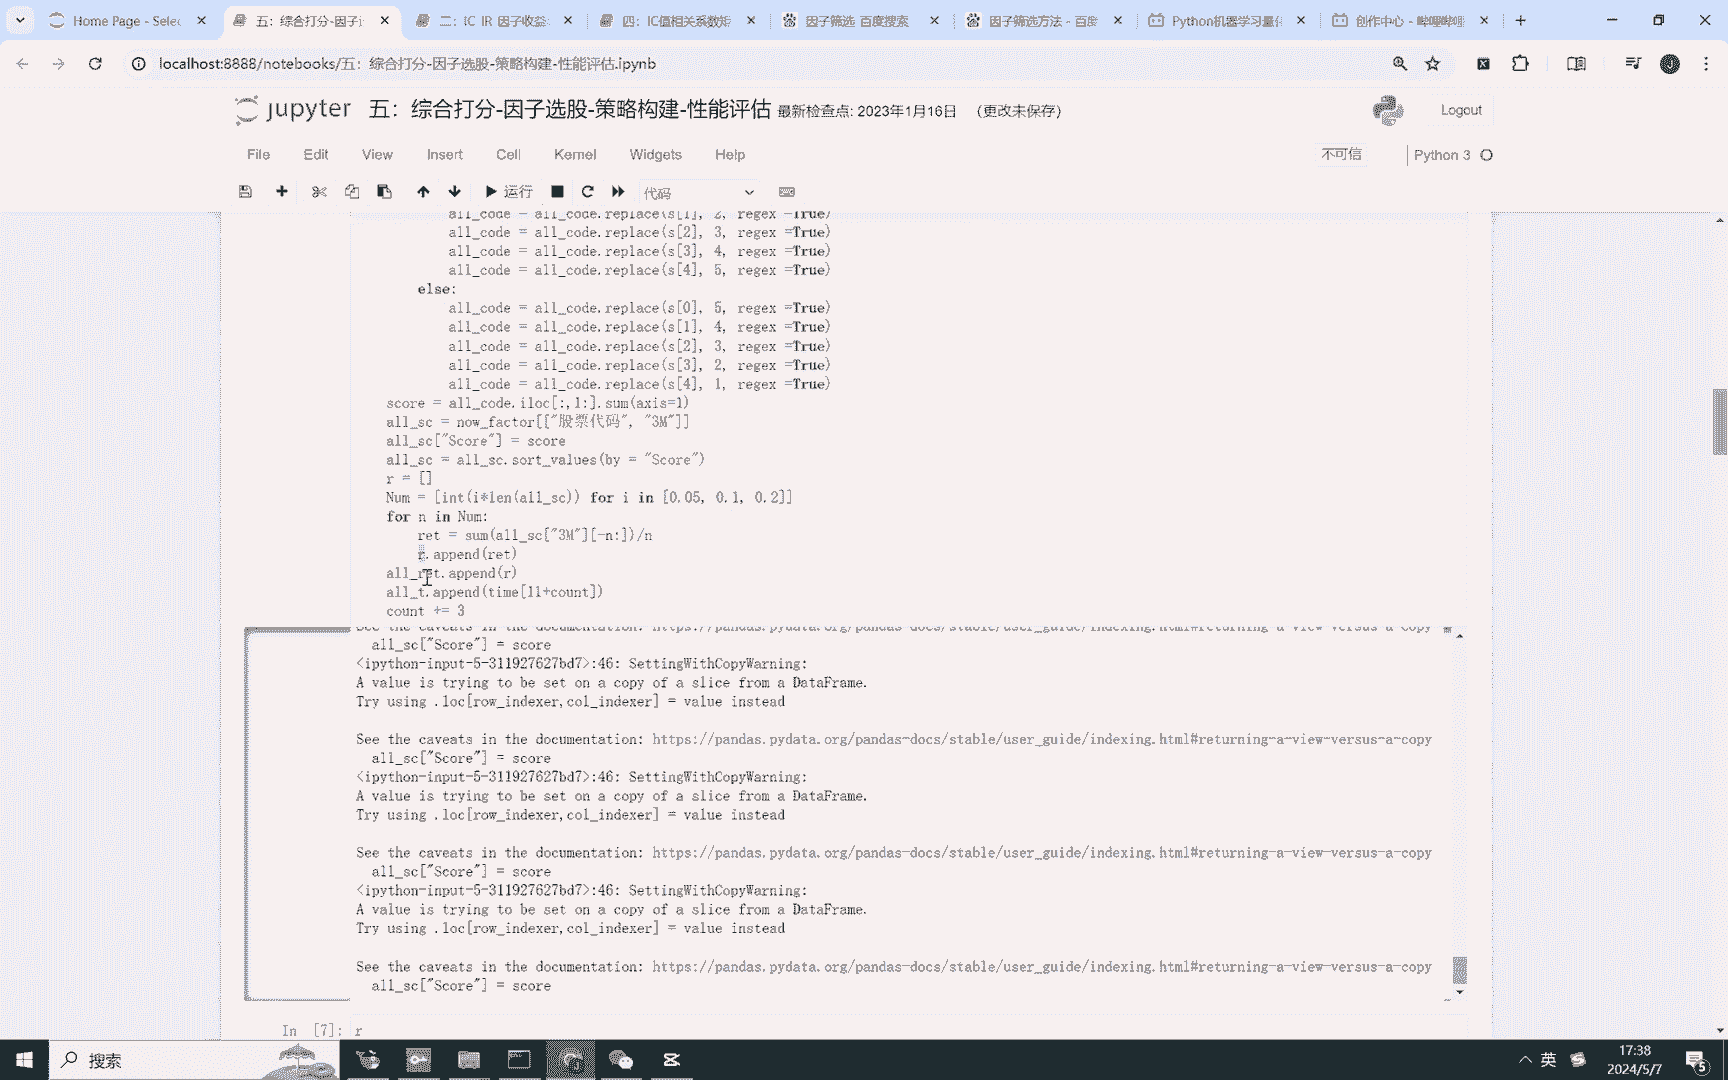 Home Page - Selec
五：综合打分-因子
二：IC IR 因子收益
四：IC值相关系数矩
因子筛选_百度搜索
因子筛选方法 - 百度
Python机器学习量化
创作中心 - 哔哩哔哩
localhost:8888/notebooks/五：综合打分-因子选股-策略构建-性能评估.ipynb
jupyter 五：综合打分-因子选股-策略构建-性能评估 最新检查点: 2023年1月16日 （更改未保存） Logout
File Edit View Insert Cell Kernel Widgets Help 不可信 Python 3
运行 代码
all_code = all_code.replace(s[1], 2, regex =True)
all_code = all_code.replace(s[2], 3, regex =True)
all_code = all_code.replace(s[3], 4, regex =True)
all_code = all_code.replace(s[4], 5, regex =True)
else:
all_code = all_code.replace(s[0], 5, regex =True)
all_code = all_code.replace(s[1], 4, regex =True)
all_code = all_code.replace(s[2], 3, regex =True)
all_code = all_code.replace(s[3], 2, regex =True)
all_code = all_code.replace(s[4], 1, regex =True)
score = all_code.iloc[:,1:].sum(axis=1)
all_sc = now_factor[["股票代码", "3M"]]
all_sc["Score"] = score
all_sc = all_sc.sort_values(by = "Score")
r = []
Num = [int(i*len(all_sc)) for i in [0.05, 0.1, 0.2]]
for n in Num:
ret = sum(all_sc["3M"][-n:])/n
r.append(ret)
all_ret.append(r)
all_t.append(time[11+count])
count += 3
See the caveats in the documentation: https://pandas.pydata.org/pandas-docs/stable/user_guide/indexing.html#returning-a-view-versus-a-copy
all_sc["Score"] = score
<ipython-input-5-311927627bd7>:46: SettingWithCopyWarning:
A value is trying to be set on a copy of a slice from a DataFrame.
Try using .loc[row_indexer,col_indexer] = value instead
See the caveats in the documentation: https://pandas.pydata.org/pandas-docs/stable/user_guide/indexing.html#returning-a-view-versus-a-copy
all_sc["Score"] = score
<ipython-input-5-311927627bd7>:46: SettingWithCopyWarning:
A value is trying to be set on a copy of a slice from a DataFrame.
Try using .loc[row_indexer,col_indexer] = value instead
See the caveats in the documentation: https://pandas.pydata.org/pandas-docs/stable/user_guide/indexing.html#returning-a-view-versus-a-copy
all_sc["Score"] = score
<ipython-input-5-311927627bd7>:46: SettingWithCopyWarning:
A value is trying to be set on a copy of a slice from a DataFrame.
Try using .loc[row_indexer,col_indexer] = value instead
See the caveats in the documentation: https://pandas.pydata.org/pandas-docs/stable/user_guide/indexing.html#returning-a-view-versus-a-copy
all_sc["Score"] = score
In [7]: r
搜索
英
17:38
2024/5/7
5